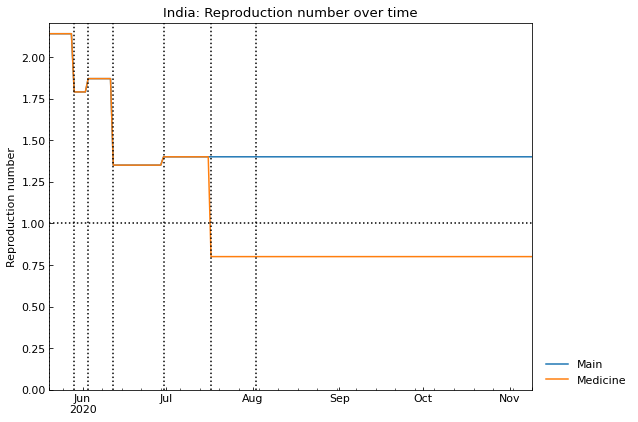 India: Reproduction number over time
Reproduction number
2.00
1.75
1.50
1.25
1.00
0.75
0.50
0.25
0.00
Jun
2020
Jul
Aug
Sep
Oct
Nov
Main
Medicine